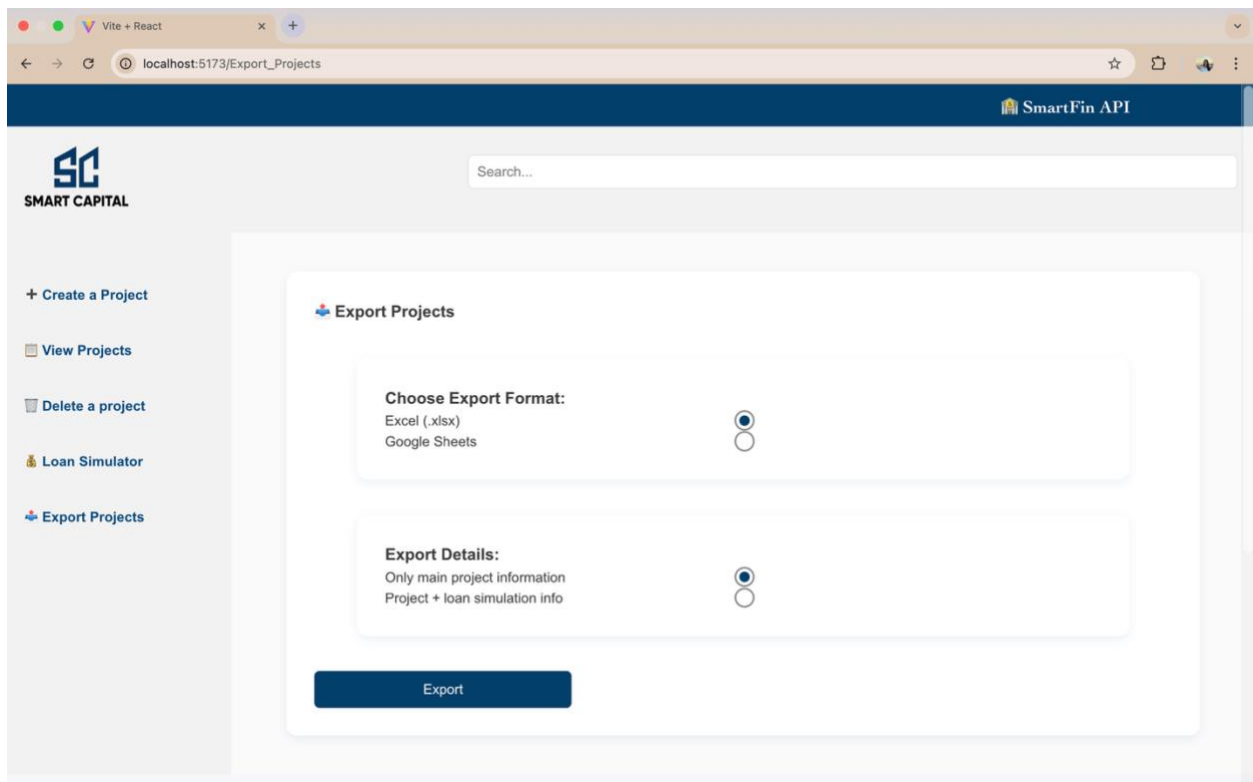 Vite + React
localhost:5173/Export_Projects
SmartFin API
SC
SMART CAPITAL
Search...
+ Create a Project
View Projects
Delete a project
Loan Simulator
Export Projects
Export Projects
Choose Export Format:
Excel (.xlsx)
Google Sheets
Export Details:
Only main project information
Project + loan simulation info
Export